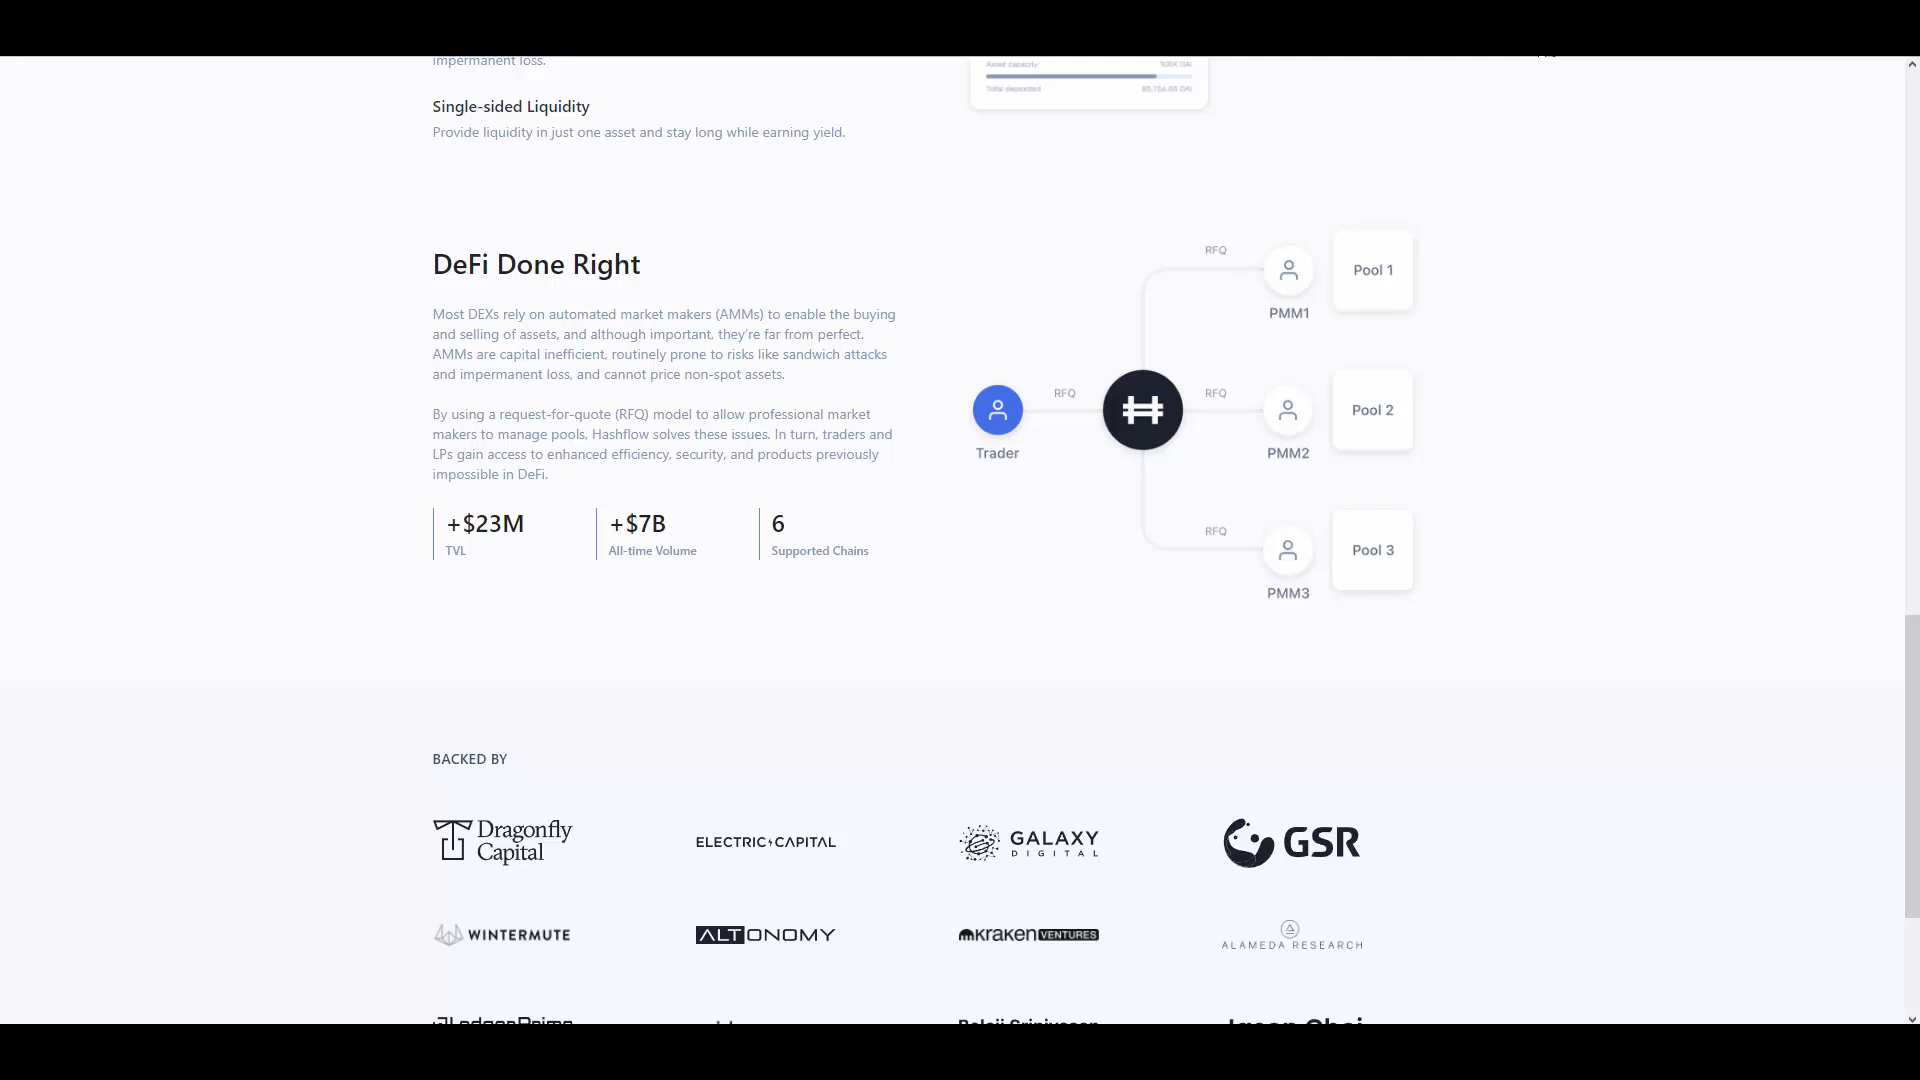 impermanent loss.
Asset capacity
Total deposited
Single-sided Liquidity
Provide liquidity in just one asset and stay long while earning yield.
DeFi Done Right
Most DEXs rely on automated market makers (AMMs) to enable the buying
and selling of assets, and although important, they’re far from perfect.
AMMs are capital inefficient, routinely prone to risks like sandwich attacks
and impermanent loss, and cannot price non-spot assets.
By using a request-for-quote (RFQ) model to allow professional market
makers to manage pools, Hashflow solves these issues. In turn, traders and
LPs gain access to enhanced efficiency, security, and products previously
impossible in DeFi.
+$23M
TVL
+$7B
All-time Volume
6
Supported Chains
RFQ
Pool 1
PMM1
RFQ
RFQ
Pool 2
Trader
PMM2
RFQ
Pool 3
PMM3
BACKED BY
Dragonfly
Capital
ELECTRIC CAPITAL
GALAXY
DIGITAL
GSR
WINTERMUTE
ALTONOMY
kraken VENTURES
ALAMEDA RESEARCH